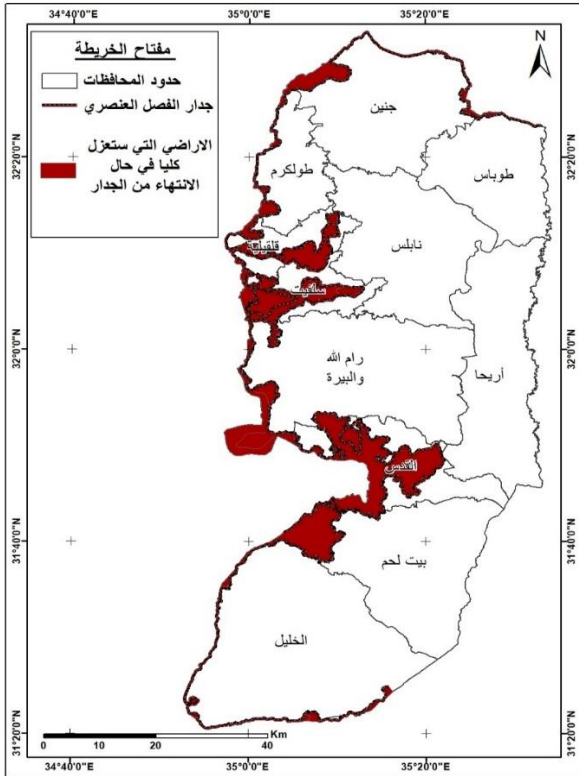 34°40'0"E 35°0'0"E 35°20'0"E
N
مفتاح الخريطة
حدود المحافظات
جدار الفصل العنصري
الاراضي التي ستعزل
كليا في حال
الانتهاء من الجدار
32°20'0"N
32°20'0"N
32°0'0"N
32°0'0"N
31°40'0"N
31°40'0"N
31°20'0"N
31°20'0"N
جنين
طوباس
طولكرم
نابلس
قلقيلية
سلفيت
رام الله
والبيرة
أريحا
القدس
بيت لحم
الخليل
Km
0 10 20 40
34°40'0"E 35°0'0"E 35°20'0"E